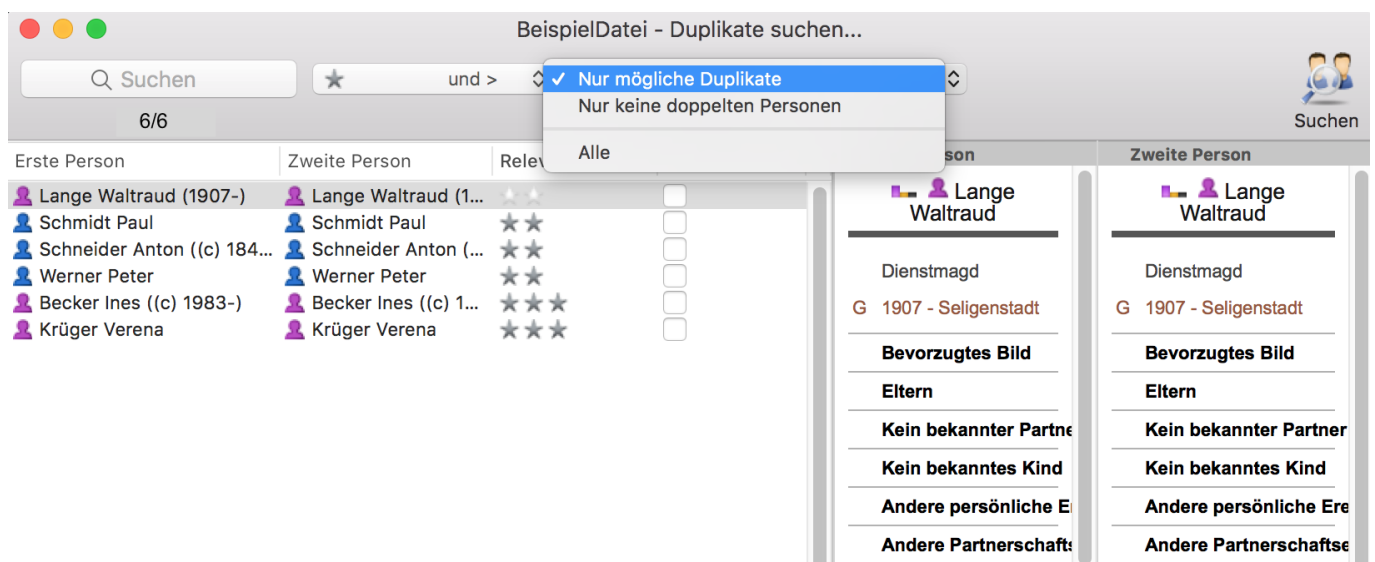 BeispielDatei - Duplikate suchen...
Suchen
und >
Nur mögliche Duplikate
Nur keine doppelten Personen
Alle
6/6
Suchen
Erste Person
Zweite Person
Relev
son
Zweite Person
Lange Waltraud (1907-)
Lange Waltraud (1...
Schmidt Paul
Schmidt Paul
Schneider Anton ((c) 184...
Schneider Anton (...
Werner Peter
Werner Peter
Becker Ines ((c) 1983-)
Becker Ines ((c) 1...
Krüger Verena
Krüger Verena
Lange
Waltraud
Dienstmagd
G 1907 - Seligenstadt
Bevorzugtes Bild
Eltern
Kein bekannter Partne
Kein bekanntes Kind
Andere persönliche E
Andere Partnerschafts
Lange
Waltraud
Dienstmagd
G 1907 - Seligenstadt
Bevorzugtes Bild
Eltern
Kein bekannter Partner
Kein bekanntes Kind
Andere persönliche Ere
Andere Partnerschaftse